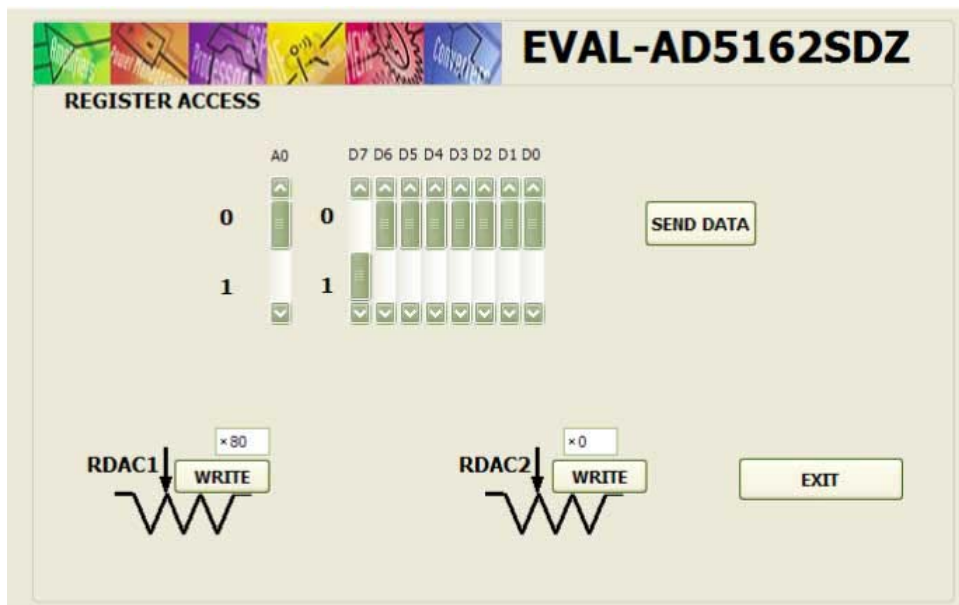 EVAL-AD5162SDZ
REGISTER ACCESS
A0 D7 D6 D5 D4 D3 D2 D1 D0
0 0
SEND DATA
1 1
×80 ×0
RDAC1 WRITE RDAC2 WRITE EXIT